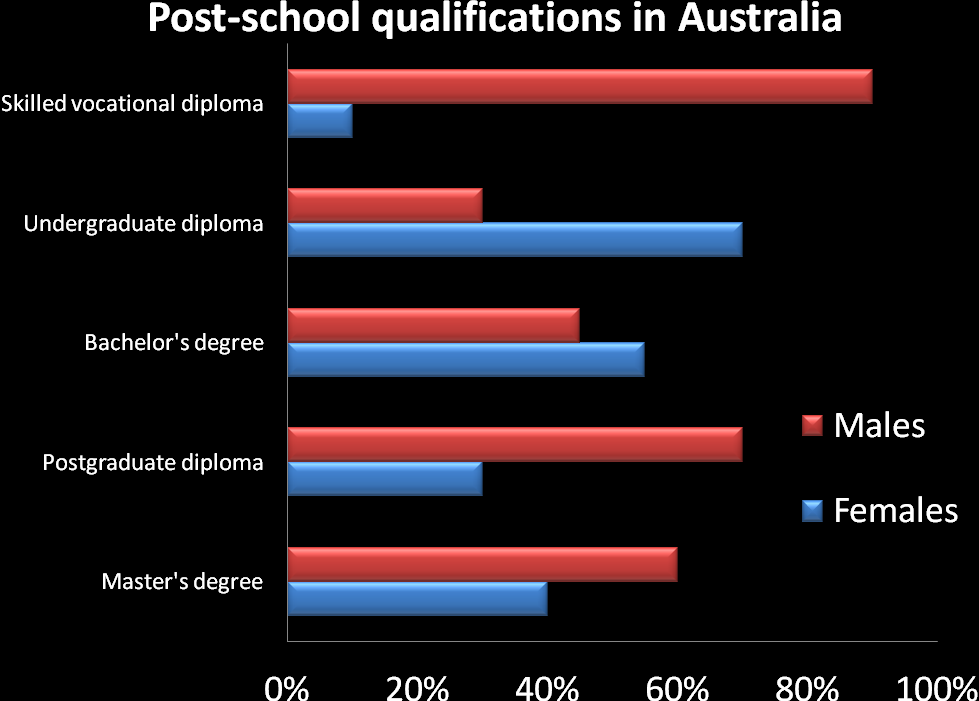 Post-school qualifications in Australia
Skilled vocational diploma
Undergraduate diploma
Bachelor's degree
Postgraduate diploma
Master's degree
Males
Females
0% 20% 40% 60% 80% 100%